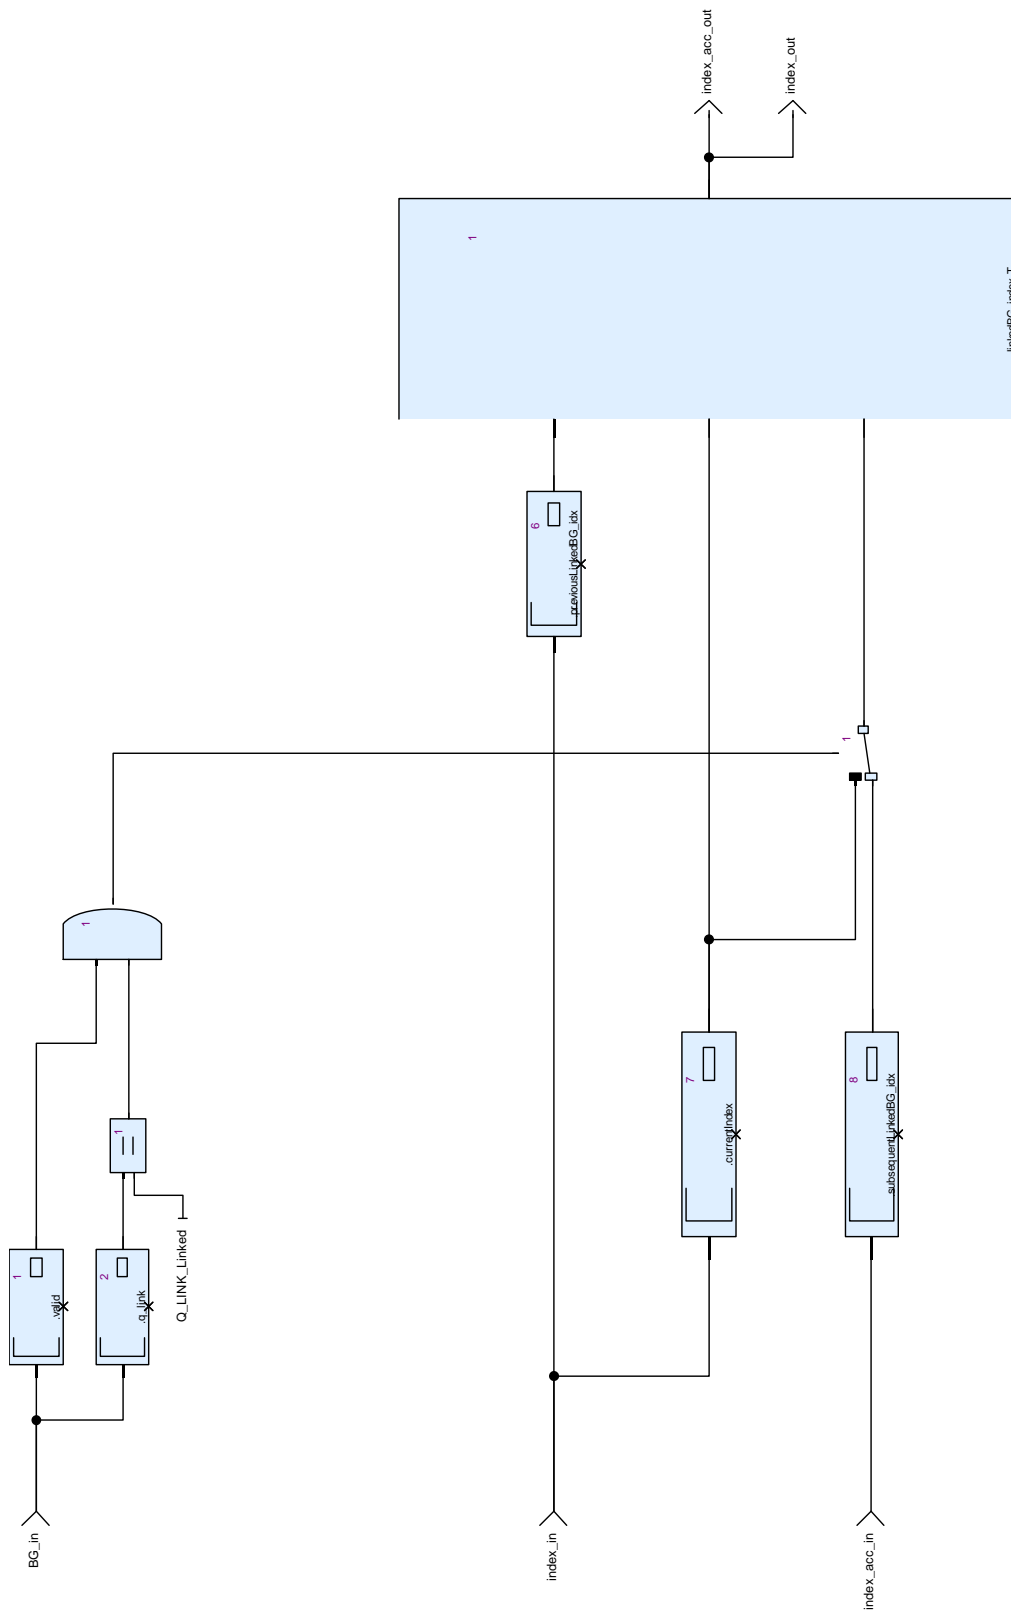 index_acc_out
index_out
1
linkedBG_index_T
6
previousLinkedBG_idx
1
1
7
.currentIndex
8
subsequentLinkedBG_idx
1
1
.valid
2
.q_link
Q_LINK_Linked
BG_in
index_in
index_acc_in